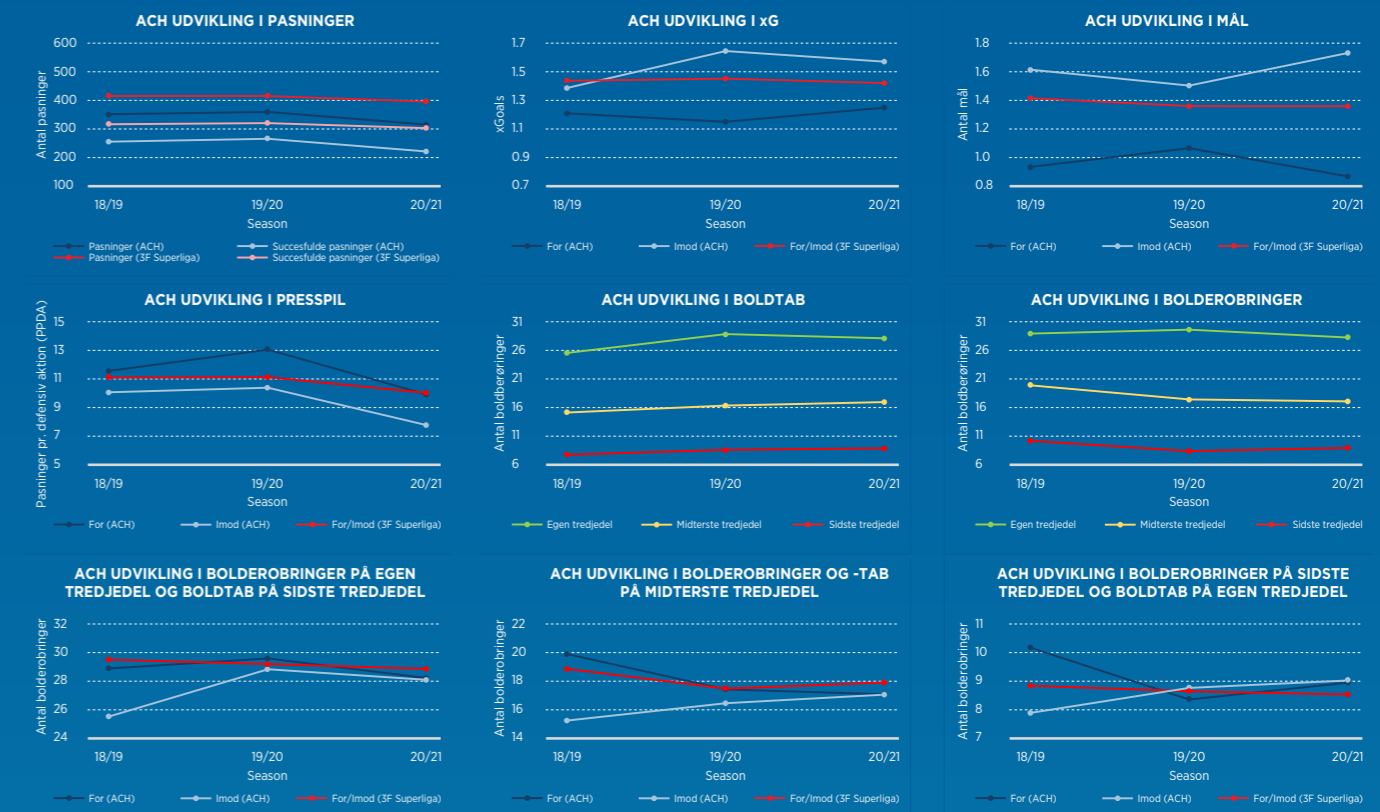 ACH UDVIKLING I PASNINGER
Antal pasninger
600
500
400
300
200
100
18/19 19/20 20/21
Season
Pasninger (ACH) Succesfulde pasninger (ACH)
Pasninger (3F Superliga) Succesfulde pasninger (3F Superliga)
ACH UDVIKLING I xG
xGoals
1.7
1.5
1.3
1.1
0.9
0.7
18/19 19/20 20/21
Season
For (ACH) Imod (ACH) For/Imod (3F Superliga)
ACH UDVIKLING I MÅL
Antal mål
1.8
1.6
1.4
1.2
1.0
0.8
18/19 19/20 20/21
Season
For (ACH) Imod (ACH) For/Imod (3F Superliga)
ACH UDVIKLING I PRESSPIL
Pasninger pr. defensiv aktion (PPDA)
15
13
11
9
7
5
18/19 19/20 20/21
Season
For (ACH) Imod (ACH) For/Imod (3F Superliga)
ACH UDVIKLING I BOLDTAB
Antal boldberøringer
31
26
21
16
11
6
18/19 19/20 20/21
Season
Egen tredjedel Midterste tredjedel Sidste tredjedel
ACH UDVIKLING I BOLDEROBRINGER
Antal boldberøringer
31
26
21
16
11
6
18/19 19/20 20/21
Season
Egen tredjedel Midterste tredjedel Sidste tredjedel
ACH UDVIKLING I BOLDEROBRINGER PÅ EGEN
TREDJEDEL OG BOLDTAB PÅ SIDSTE TREDJEDEL
Antal bolderobringer
32
30
28
26
24
18/19 19/20 20/21
Season
For (ACH) Imod (ACH) For/Imod (3F Superliga)
ACH UDVIKLING I BOLDEROBRINGER OG -TAB
PÅ MIDTERSTE TREDJEDEL
Antal bolderobringer
22
20
18
16
14
18/19 19/20 20/21
Season
For (ACH) Imod (ACH) For/Imod (3F Superliga)
ACH UDVIKLING I BOLDEROBRINGER PÅ SIDSTE
TREDJEDEL OG BOLDTAB PÅ EGEN TREDJEDEL
Antal bolderobringer
11
10
9
8
7
18/19 19/20 20/21
Season
For (ACH) Imod (ACH) For/Imod (3F Superliga)